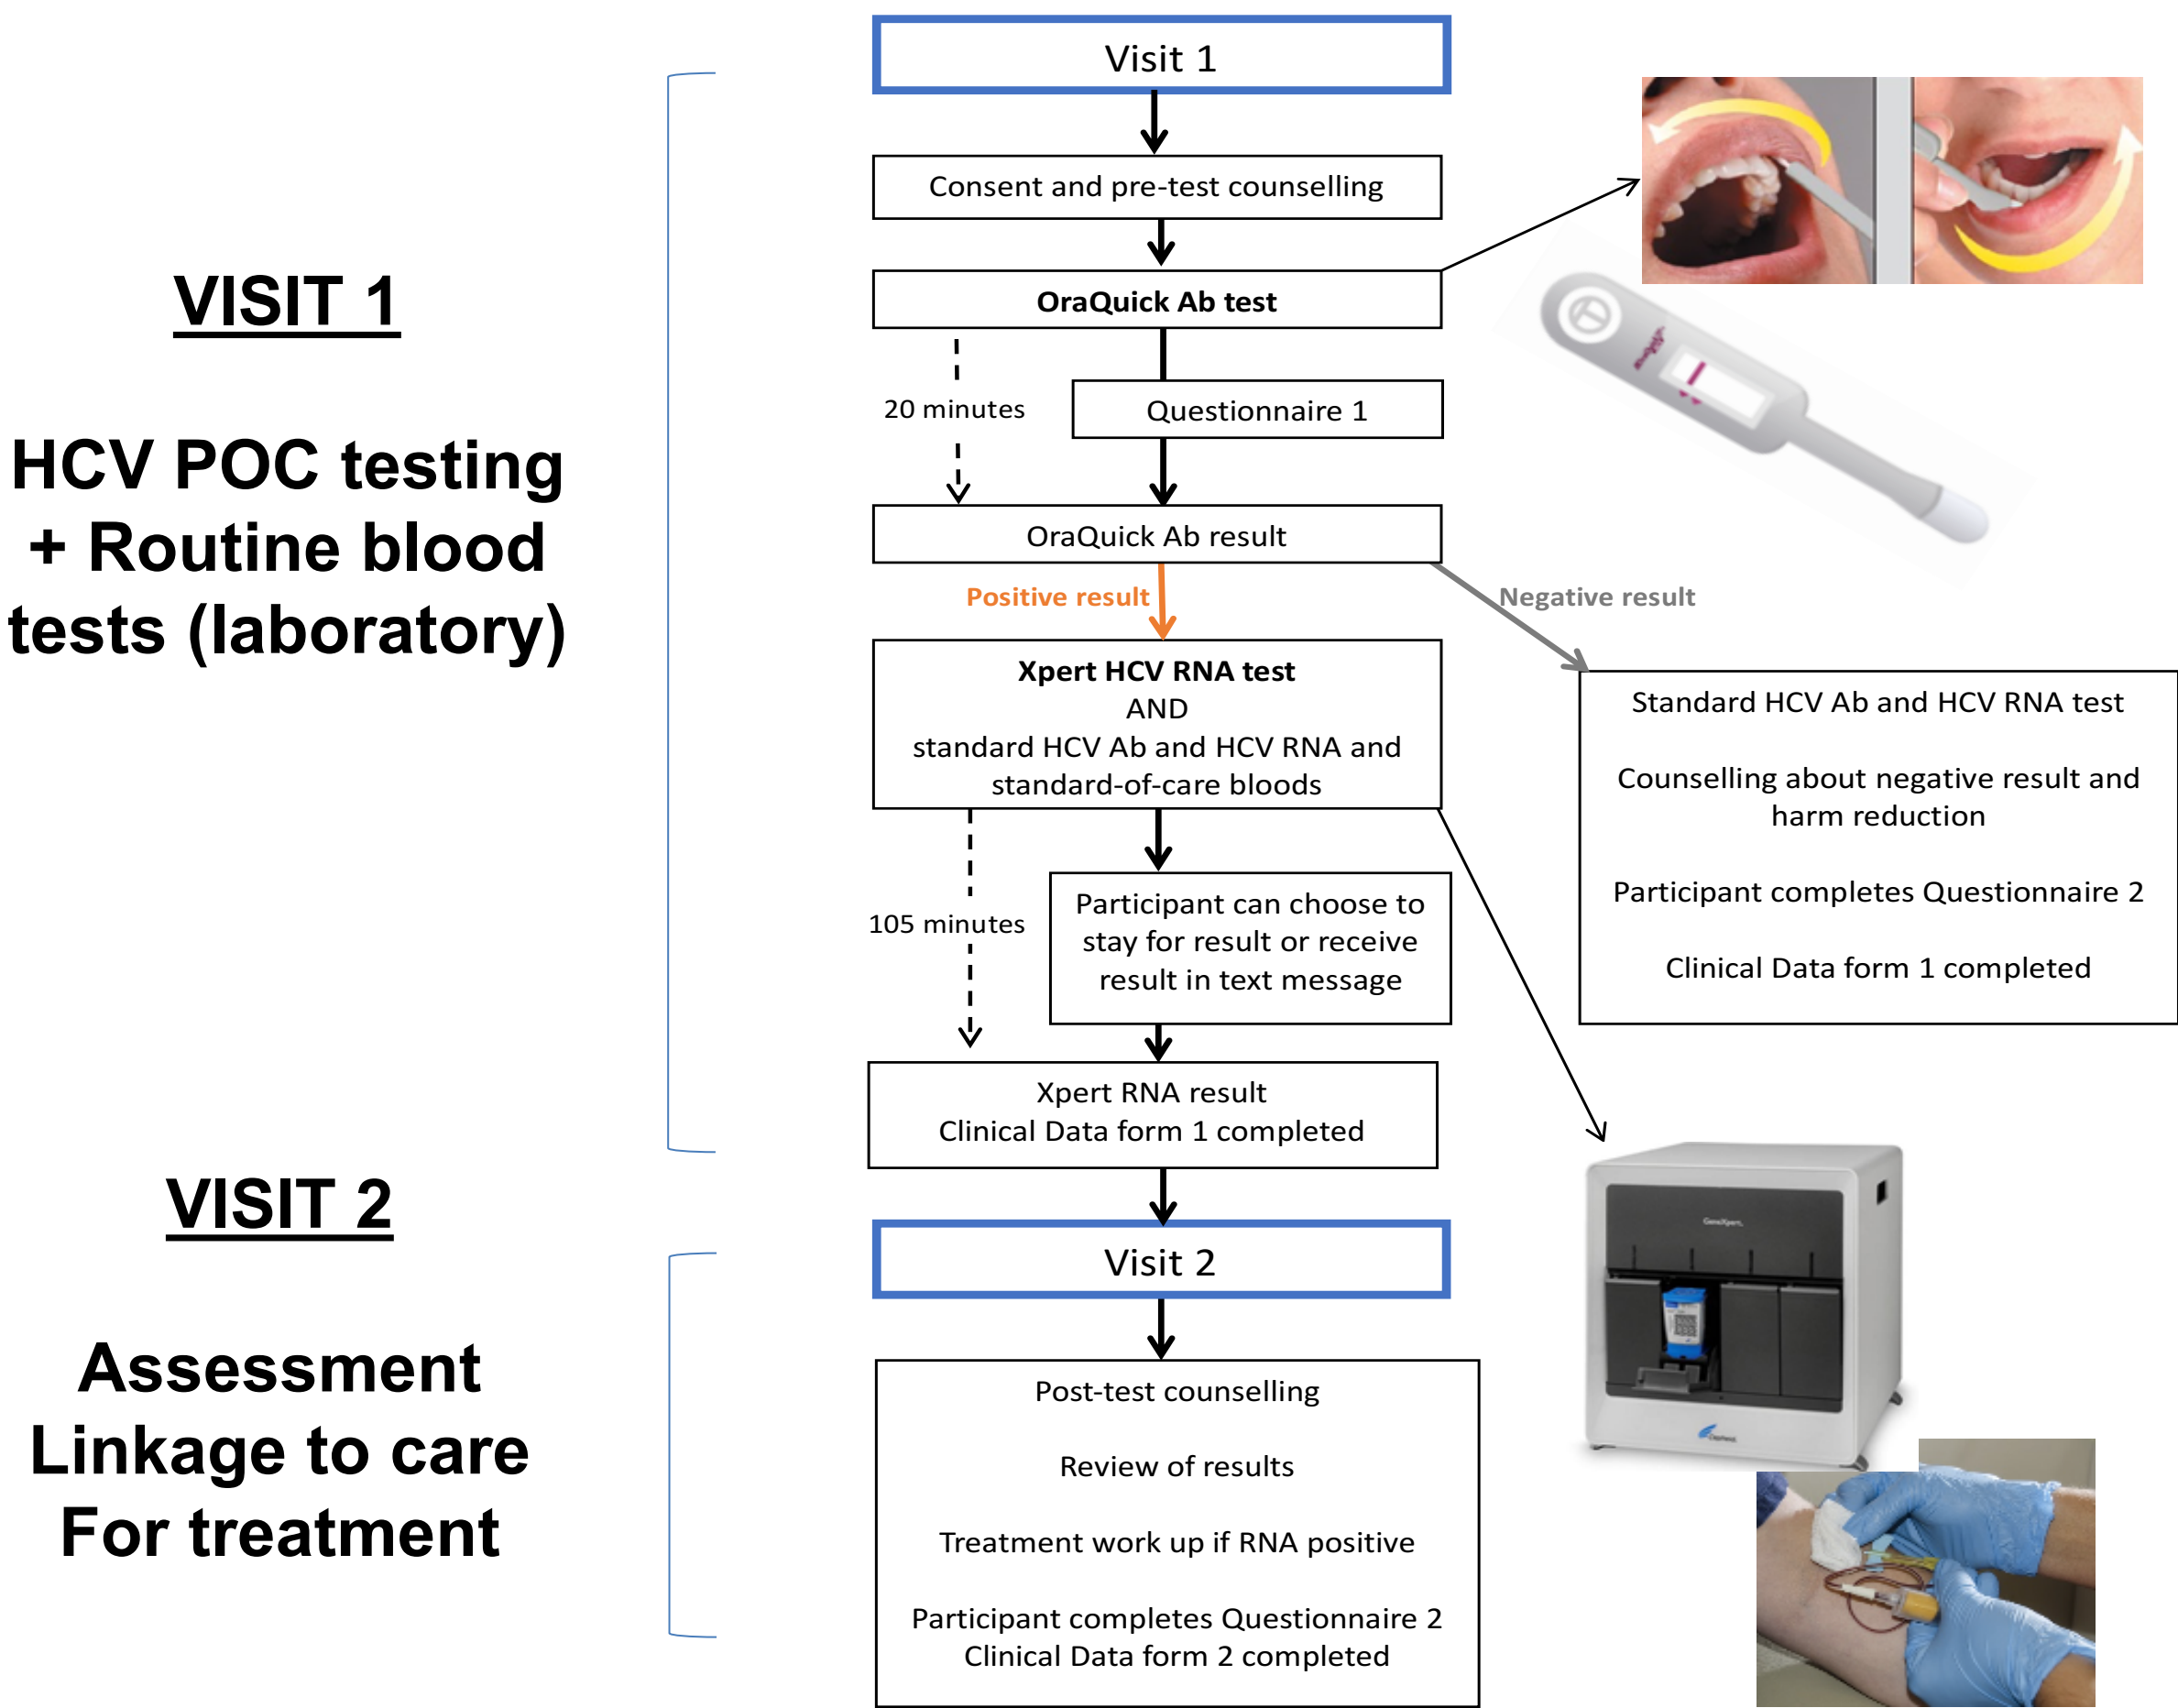 VISIT 1
HCV POC testing
+ Routine blood
tests (laboratory)
VISIT 2
Assessment
Linkage to care
For treatment
Visit 1
Consent and pre-test counselling
OraQuick Ab test
20 minutes
Questionnaire 1
OraQuick Ab result
Positive result
Negative result
Xpert HCV RNA test
AND
standard HCV Ab and HCV RNA and
standard-of-care bloods
Standard HCV Ab and HCV RNA test
Counselling about negative result and
harm reduction
Participant completes Questionnaire 2
Clinical Data form 1 completed
105 minutes
Participant can choose to
stay for result or receive
result in text message
Xpert RNA result
Clinical Data form 1 completed
Visit 2
Post-test counselling
Review of results
Treatment work up if RNA positive
Participant completes Questionnaire 2
Clinical Data form 2 completed
GeneXpert
Cepheid